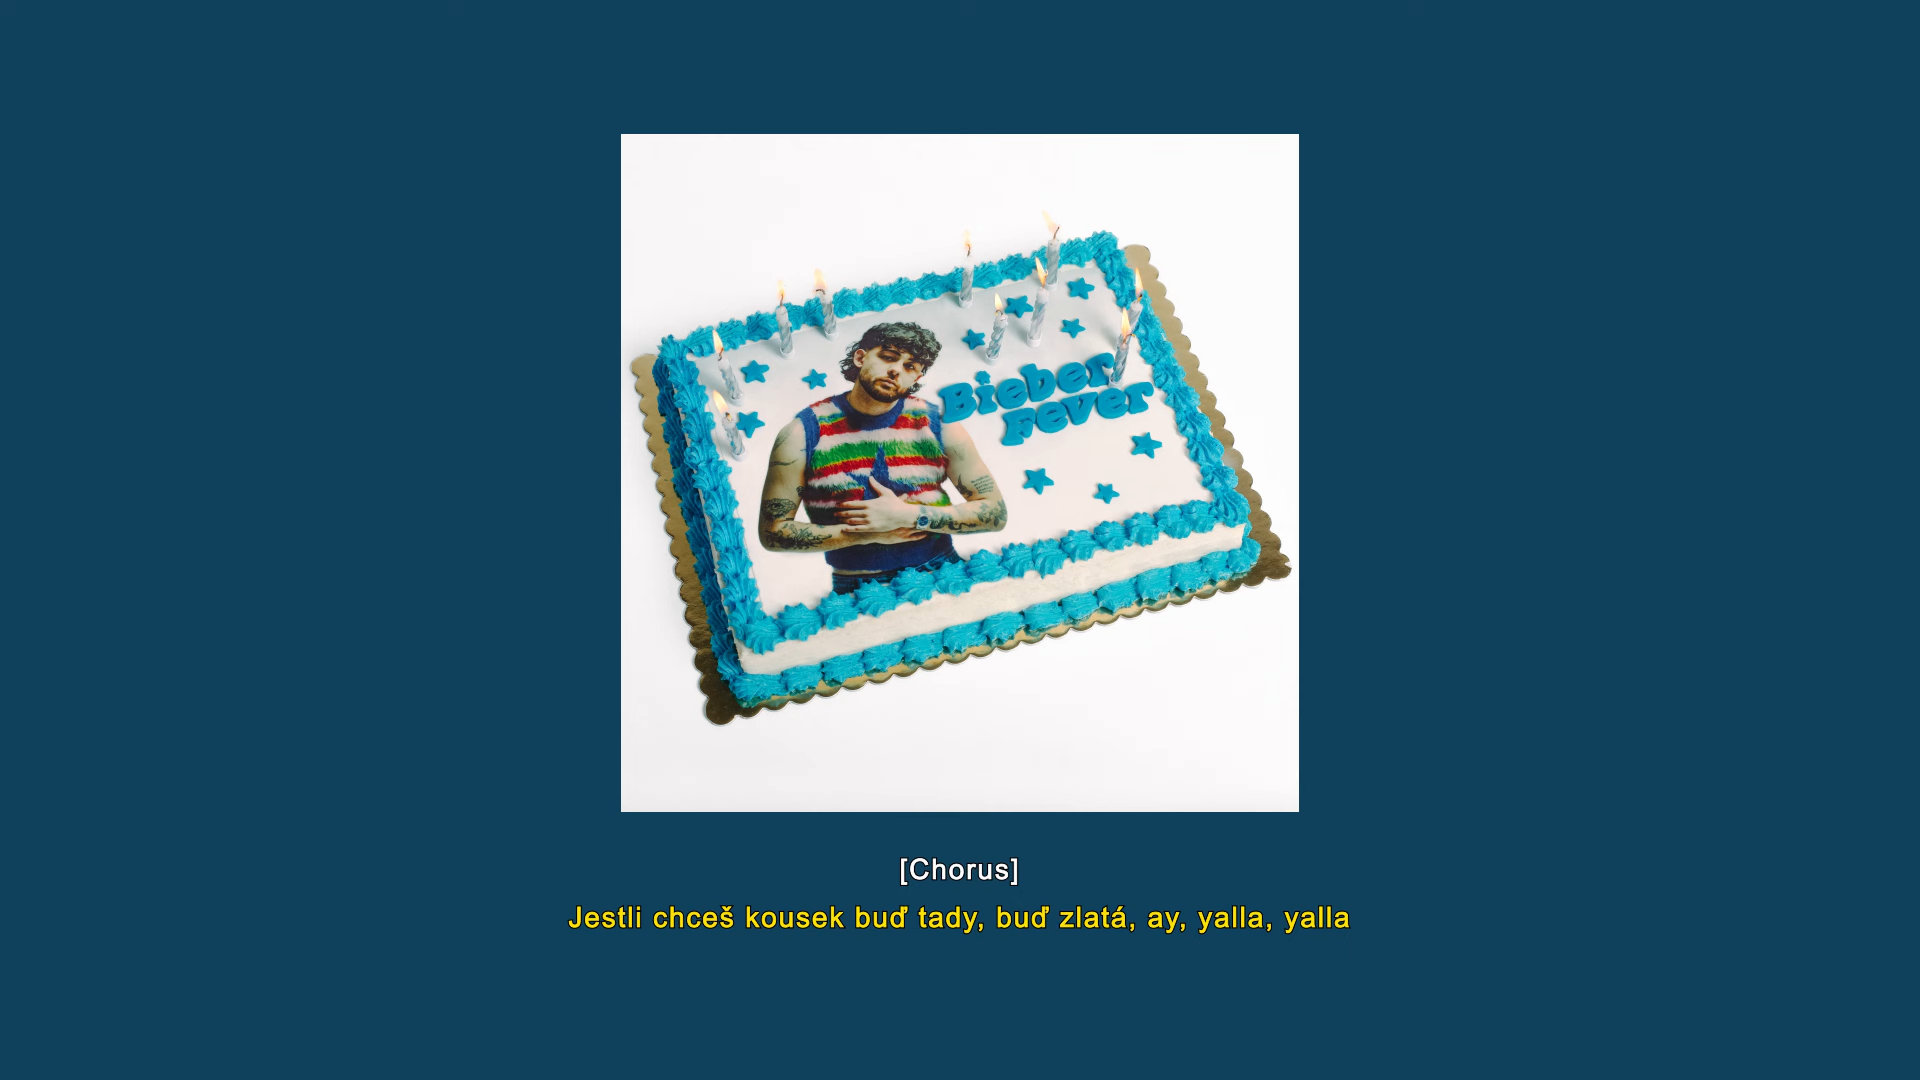 Bieber
Fever
[Chorus]
Jestli chceš kousek buď tady, buď zlatá, ay, yalla, yalla